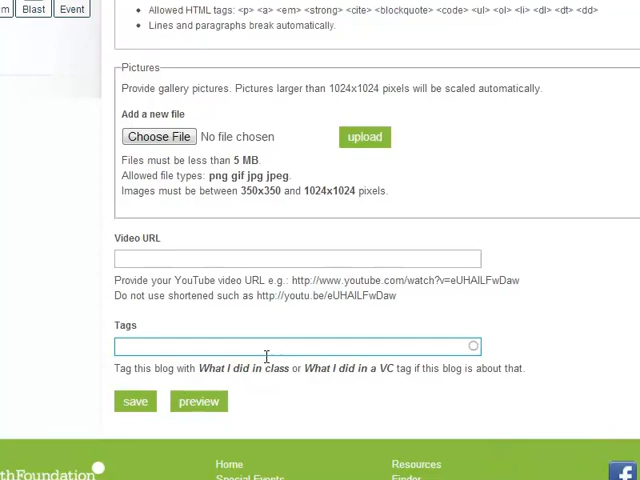 Blast
Event
Allowed HTML tags: <p> <a> <em> <strong> <cite> <blockquote> <code> <ul> <ol> <li> <dl> <dt> <dd>
Lines and paragraphs break automatically.
Pictures
Provide gallery pictures. Pictures larger than 1024x1024 pixels will be scaled automatically.
Add a new file
Choose File No file chosen upload
Files must be less than 5 MB.
Allowed file types: png gif jpg jpeg.
Images must be between 350x350 and 1024x1024 pixels.
Video URL
Provide your YouTube video URL e.g.: http://www.youtube.com/watch?v=eUHAILFwDaw
Do not use shortened such as http://youtu.be/eUHAILFwDaw
Tags
Tag this blog with What I did in class or What I did in a VC tag if this blog is about that.
save preview
thFoundation
Home
Special Events
Resources
Finder